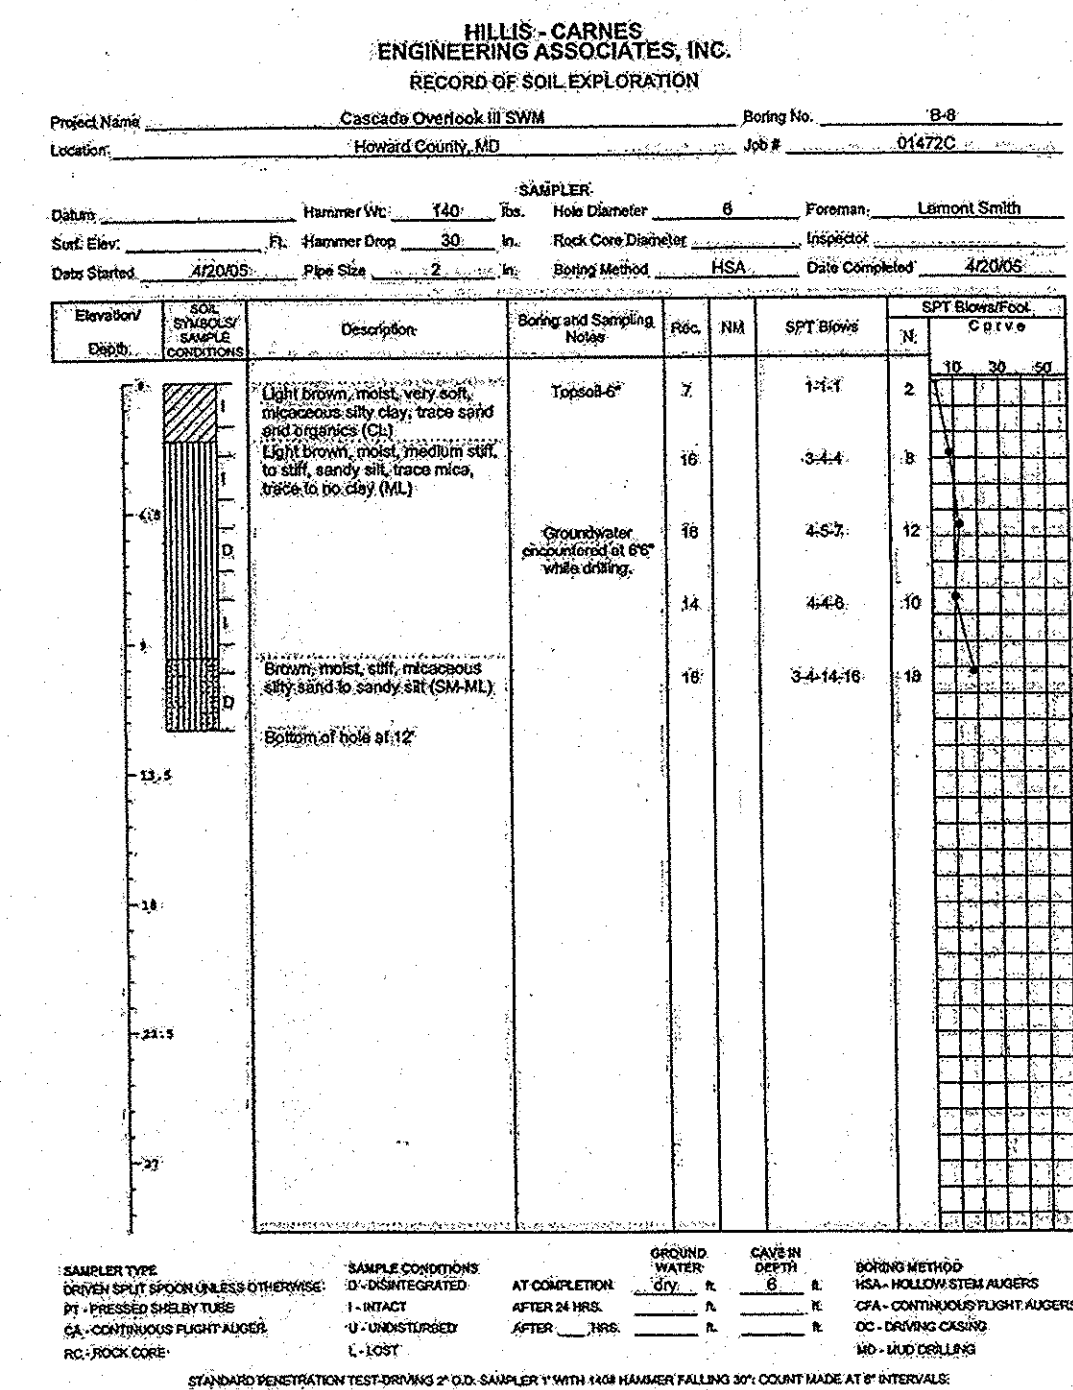 HILLIS - CARNES
ENGINEERING ASSOCIATES, INC.
RECORD OF SOIL EXPLORATION
Project Name Cascade Overlook III SWM Boring No. B-8
Location: Howard County, MD Job # 01472C
SAMPLER
Datum Hammer Wt. 140 lbs. Hole Diameter 6 Foreman: Lamont Smith
Surf. Elev. Ft. Hammer Drop 30 In. Rock Core Diameter Inspector
Date Started 4/20/05 Pipe Size 2 In. Boring Method HSA Date Completed 4/20/05
Elevation/ Depth SOIL SYMBOLS/ SAMPLE CONDITIONS Description Boring and Sampling Notes Rec. NM SPT Blows N SPT Blows/Foot Curve
10 30 50
0 I Light brown, moist, very soft, Topsoil-6" 7 1-1-1 2
micaceous silty clay, trace sand
and organics (CL)
Light brown, moist, medium stiff,
to stiff, sandy silt, trace mica, I 16 3-4-4 8
trace to no clay (ML)
4.5
D Groundwater 16 4-5-7 12
encountered at 6'6"
while drilling.
I 14 4-4-6 10
9
Brown, moist, stiff, micaceous
silty sand to sandy silt (SM-ML) D 16 3-4-14-16 18
Bottom of hole at 12'
13.5
18
27
SAMPLER TYPE
DRIVEN SPLIT SPOON UNLESS OTHERWISE
PT - PRESSED SHELBY TUBE
CA - CONTINUOUS FLIGHT AUGER
RC - ROCK CORE
SAMPLE CONDITIONS
D - DISINTEGRATED
I - INTACT
U - UNDISTURBED
L - LOST
GROUND WATER CAVE IN DEPTH
AT COMPLETION dry ft. 6 ft.
AFTER 24 HRS. ft. ft.
AFTER HRS. ft. ft.
BORING METHOD
HSA - HOLLOW STEM AUGERS
CFA - CONTINUOUS FLIGHT AUGERS
DC - DRIVING CASING
MD - MUD DRILLING
STANDARD PENETRATION TEST-DRIVING 2" O.D. SAMPLER 1' WITH 140# HAMMER FALLING 30": COUNT MADE AT 6" INTERVALS.